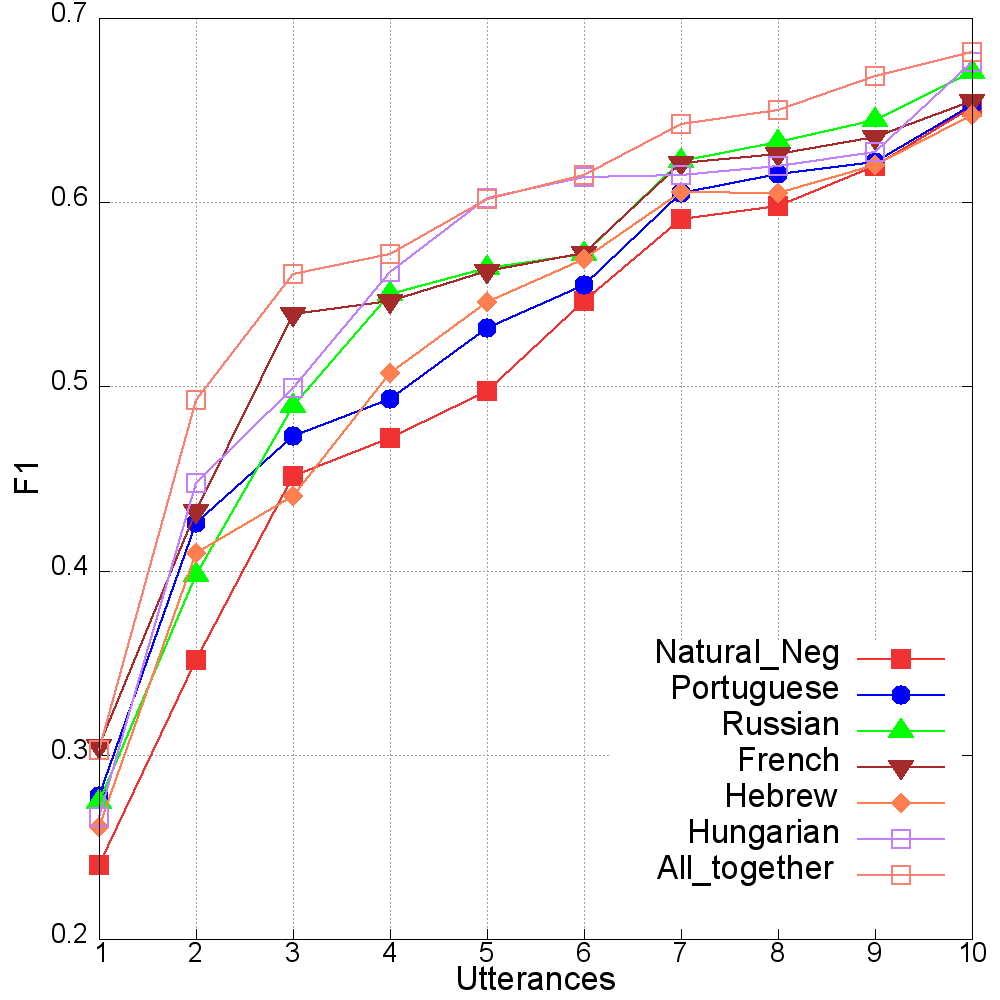 0.7
0.6
0.5
0.4
0.3
0.2
F1
Natural_Neg
Portuguese
Russian
French
Hebrew
Hungarian
All_together
1 2 3 4 5 6 7 8 9 10
Utterances